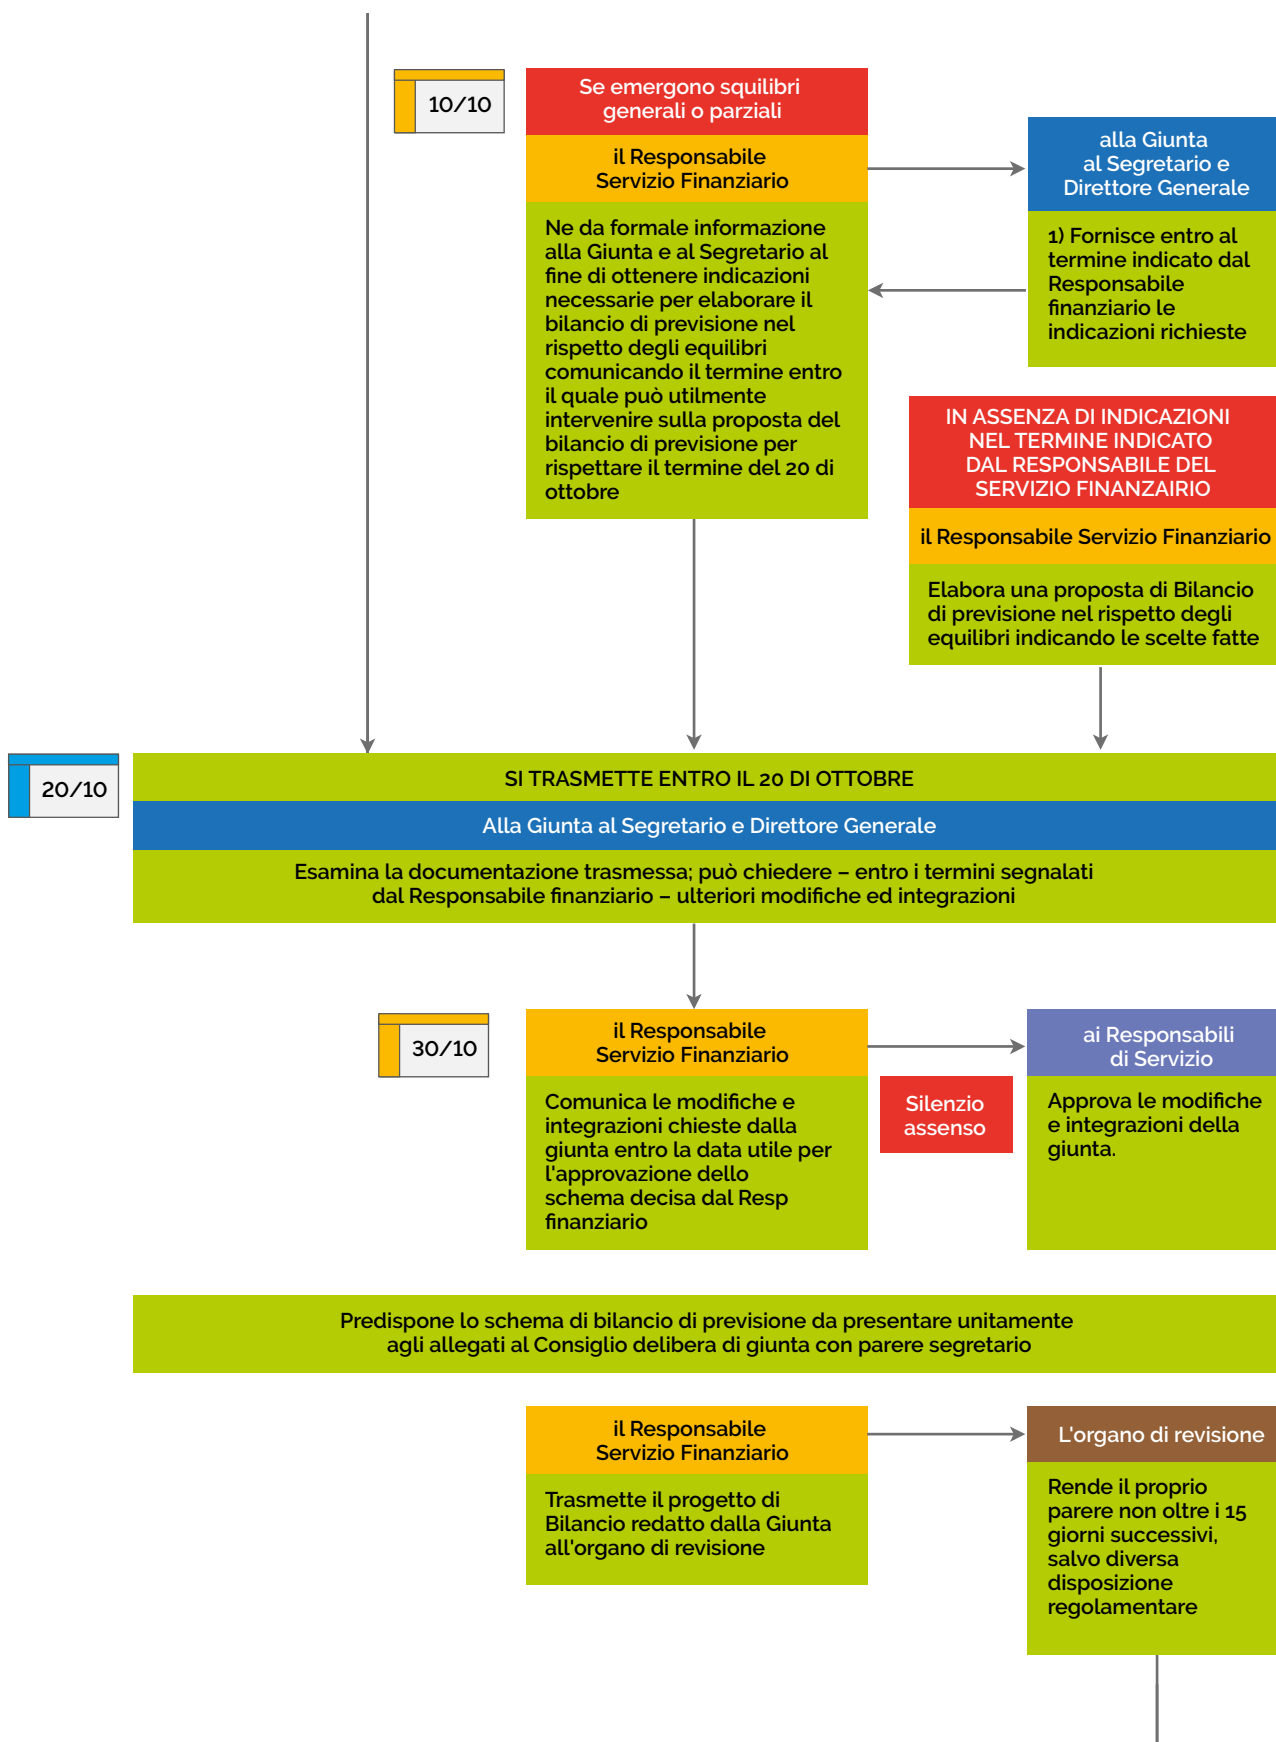 10/10
Se emergono squilibri
generali o parziali
il Responsabile
Servizio Finanziario
Ne da formale informazione
alla Giunta e al Segretario al
fine di ottenere indicazioni
necessarie per elaborare il
bilancio di previsione nel
rispetto degli equilibri
comunicando il termine entro
il quale può utilmente
intervenire sulla proposta del
bilancio di previsione per
rispettare il termine del 20 di
ottobre
alla Giunta
al Segretario e
Direttore Generale
1) Fornisce entro al
termine indicato dal
Responsabile
finanziario le
indicazioni richieste
IN ASSENZA DI INDICAZIONI
NEL TERMINE INDICATO
DAL RESPONSABILE DEL
SERVIZIO FINANZAIRIO
il Responsabile Servizio Finanziario
Elabora una proposta di Bilancio
di previsione nel rispetto degli
equilibri indicando le scelte fatte
20/10
SI TRASMETTE ENTRO IL 20 DI OTTOBRE
Alla Giunta al Segretario e Direttore Generale
Esamina la documentazione trasmessa; può chiedere – entro i termini segnalati
dal Responsabile finanziario – ulteriori modifiche ed integrazioni
30/10
il Responsabile
Servizio Finanziario
Comunica le modifiche e
integrazioni chieste dalla
giunta entro la data utile per
l'approvazione dello
schema decisa dal Resp
finanziario
Silenzio
assenso
ai Responsabili
di Servizio
Approva le modifiche
e integrazioni della
giunta.
Predispone lo schema di bilancio di previsione da presentare unitamente
agli allegati al Consiglio delibera di giunta con parere segretario
il Responsabile
Servizio Finanziario
Trasmette il progetto di
Bilancio redatto dalla Giunta
all'organo di revisione
L'organo di revisione
Rende il proprio
parere non oltre i 15
giorni successivi,
salvo diversa
disposizione
regolamentare